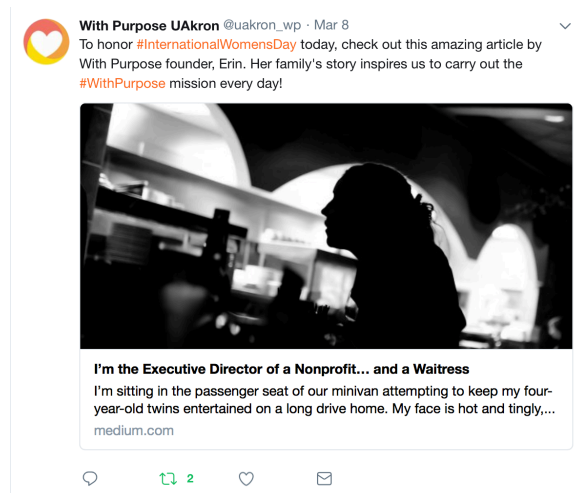 With Purpose UAkron @uakron_wp · Mar 8
To honor #InternationalWomensDay today, check out this amazing article by
With Purpose founder, Erin. Her family's story inspires us to carry out the
#WithPurpose mission every day!
I'm the Executive Director of a Nonprofit… and a Waitress
I'm sitting in the passenger seat of our minivan attempting to keep my four-
year-old twins entertained on a long drive home. My face is hot and tingly,...
medium.com
2